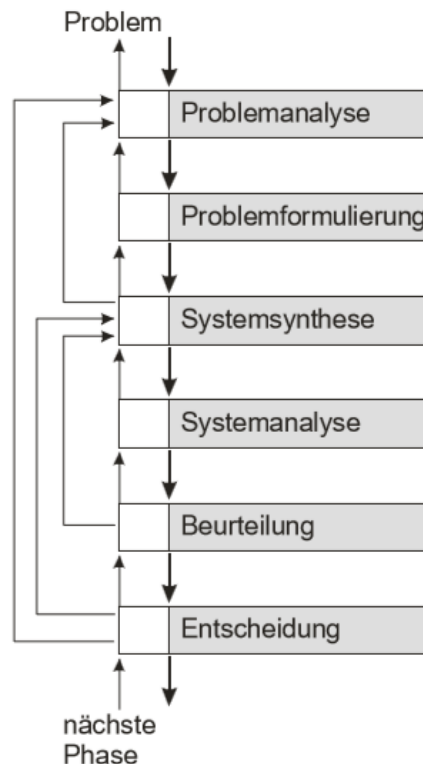 Problem
Problemanalyse
Problemformulierung
Systemsynthese
Systemanalyse
Beurteilung
Entscheidung
nächste
Phase